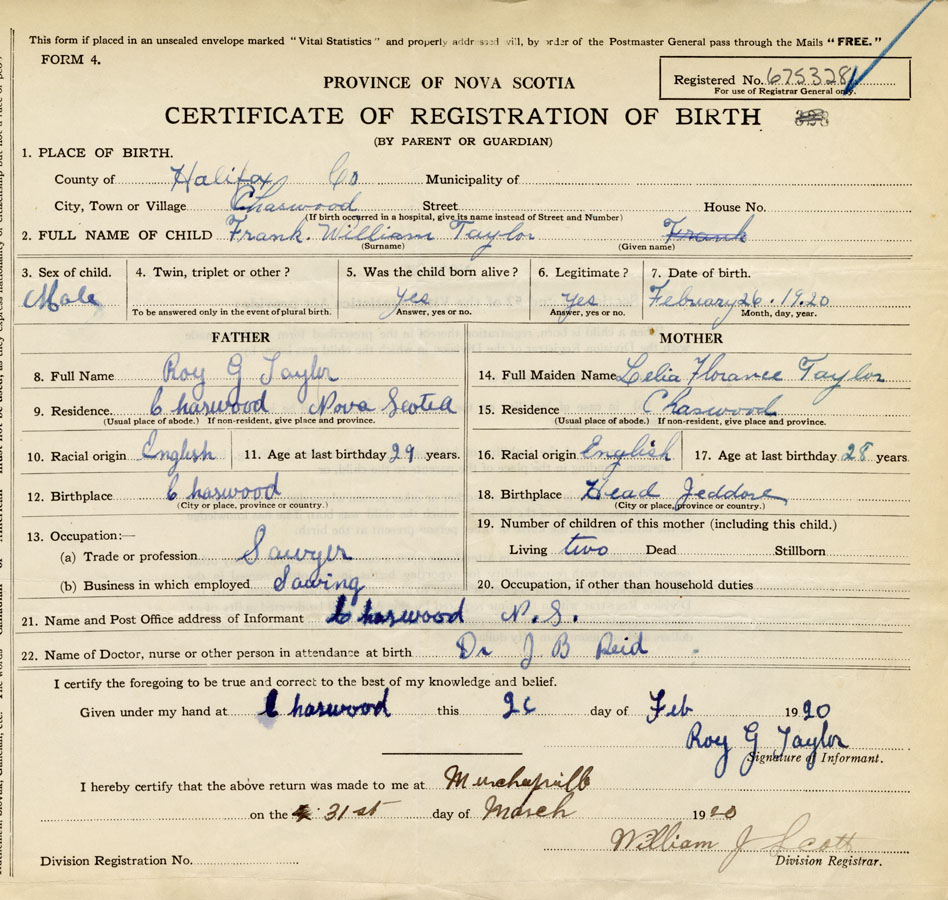 This form if placed in an unsealed envelope marked "Vital Statistics" and properly addressed will, by order of the Postmaster General pass through the Mails "FREE."
FORM 4.
Registered No. 675328
For use of Registrar General only.
PROVINCE OF NOVA SCOTIA
CERTIFICATE OF REGISTRATION OF BIRTH
(BY PARENT OR GUARDIAN)
1. PLACE OF BIRTH.
County of Halifax Co Municipality of
City, Town or Village Chaswood Street House No.
(If birth occurred in a hospital, give its name instead of Street and Number)
2. FULL NAME OF CHILD Frank. William Taylor Frank
(Surname) (Given name)
3. Sex of child. 4. Twin, triplet or other? 5. Was the child born alive? 6. Legitimate? 7. Date of birth.
Male yes yes February 26. 1920
To be answered only in the event of plural birth. Answer, yes or no. Answer, yes or no. Month, day, year.
FATHER
8. Full Name Roy G Taylor
9. Residence. Charswood Nova Scotia
(Usual place of abode.) If non-resident, give place and province.
10. Racial origin English 11. Age at last birthday 29 years.
12. Birthplace Charswood
(City or place, province or country.)
13. Occupation:—
(a) Trade or profession Sawyer
(b) Business in which employed Sawing
MOTHER
14. Full Maiden Name Lelia Florance Taylor
15. Residence Chaswood
(Usual place of abode.) If non-resident, give place and province.
16. Racial origin English 17. Age at last birthday 28 years
18. Birthplace Head Jeddore
(City or place, province or country.)
19. Number of children of this mother (including this child.)
Living two Dead Stillborn
20. Occupation, if other than household duties
21. Name and Post Office address of Informant Charswood N. S.
22. Name of Doctor, nurse or other person in attendance at birth Dr J B Reid
I certify the foregoing to be true and correct to the best of my knowledge and belief.
Given under my hand at Charswood this 26 day of Feb 1920
Roy G Taylor
Signature of Informant.
I hereby certify that the above return was made to me at
on the 31st day of March 1920
William J Scott
Division Registration No. Division Registrar.